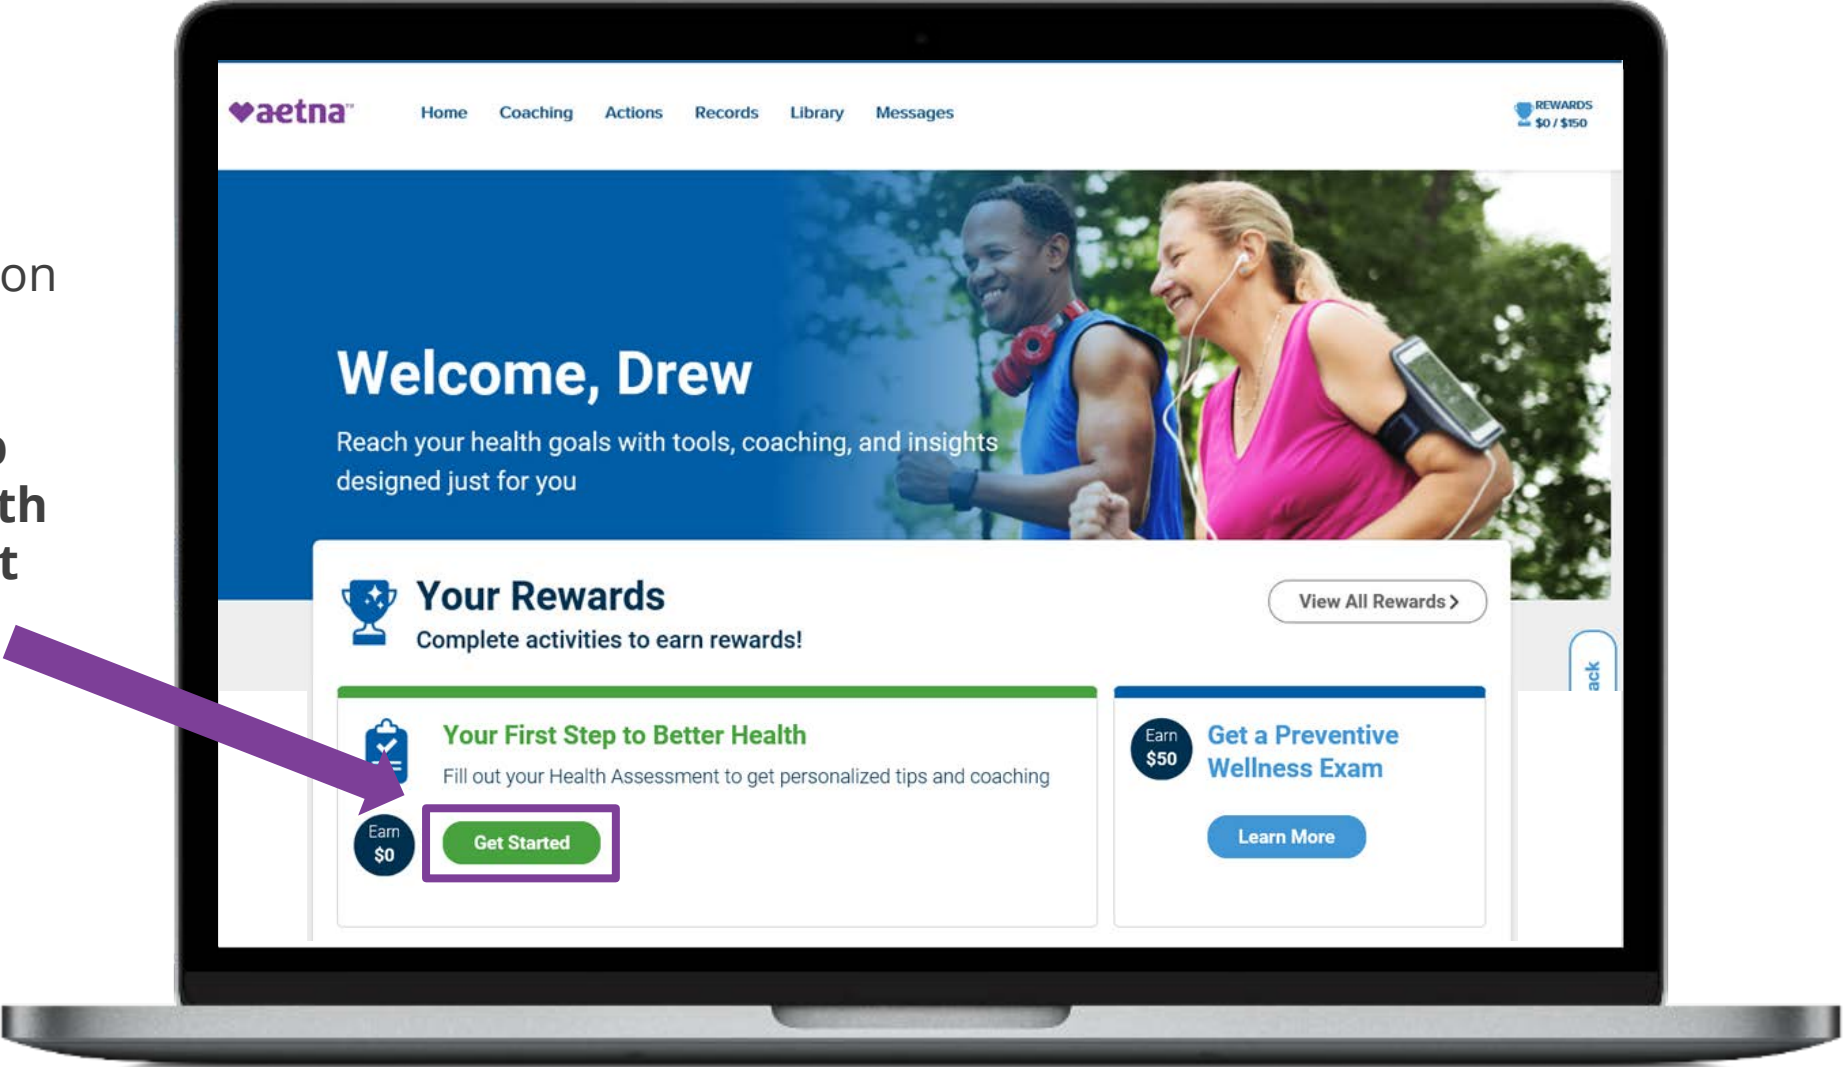 on
th
t
aetna™
Home Coaching Actions Records Library Messages
REWARDS
$0 / $150
Welcome, Drew
Reach your health goals with tools, coaching, and insights
designed just for you
Your Rewards
View All Rewards >
Complete activities to earn rewards!
Your First Step to Better Health
Fill out your Health Assessment to get personalized tips and coaching
Earn
$0
Get Started
Earn
$50
Get a Preventive
Wellness Exam
Learn More
ack